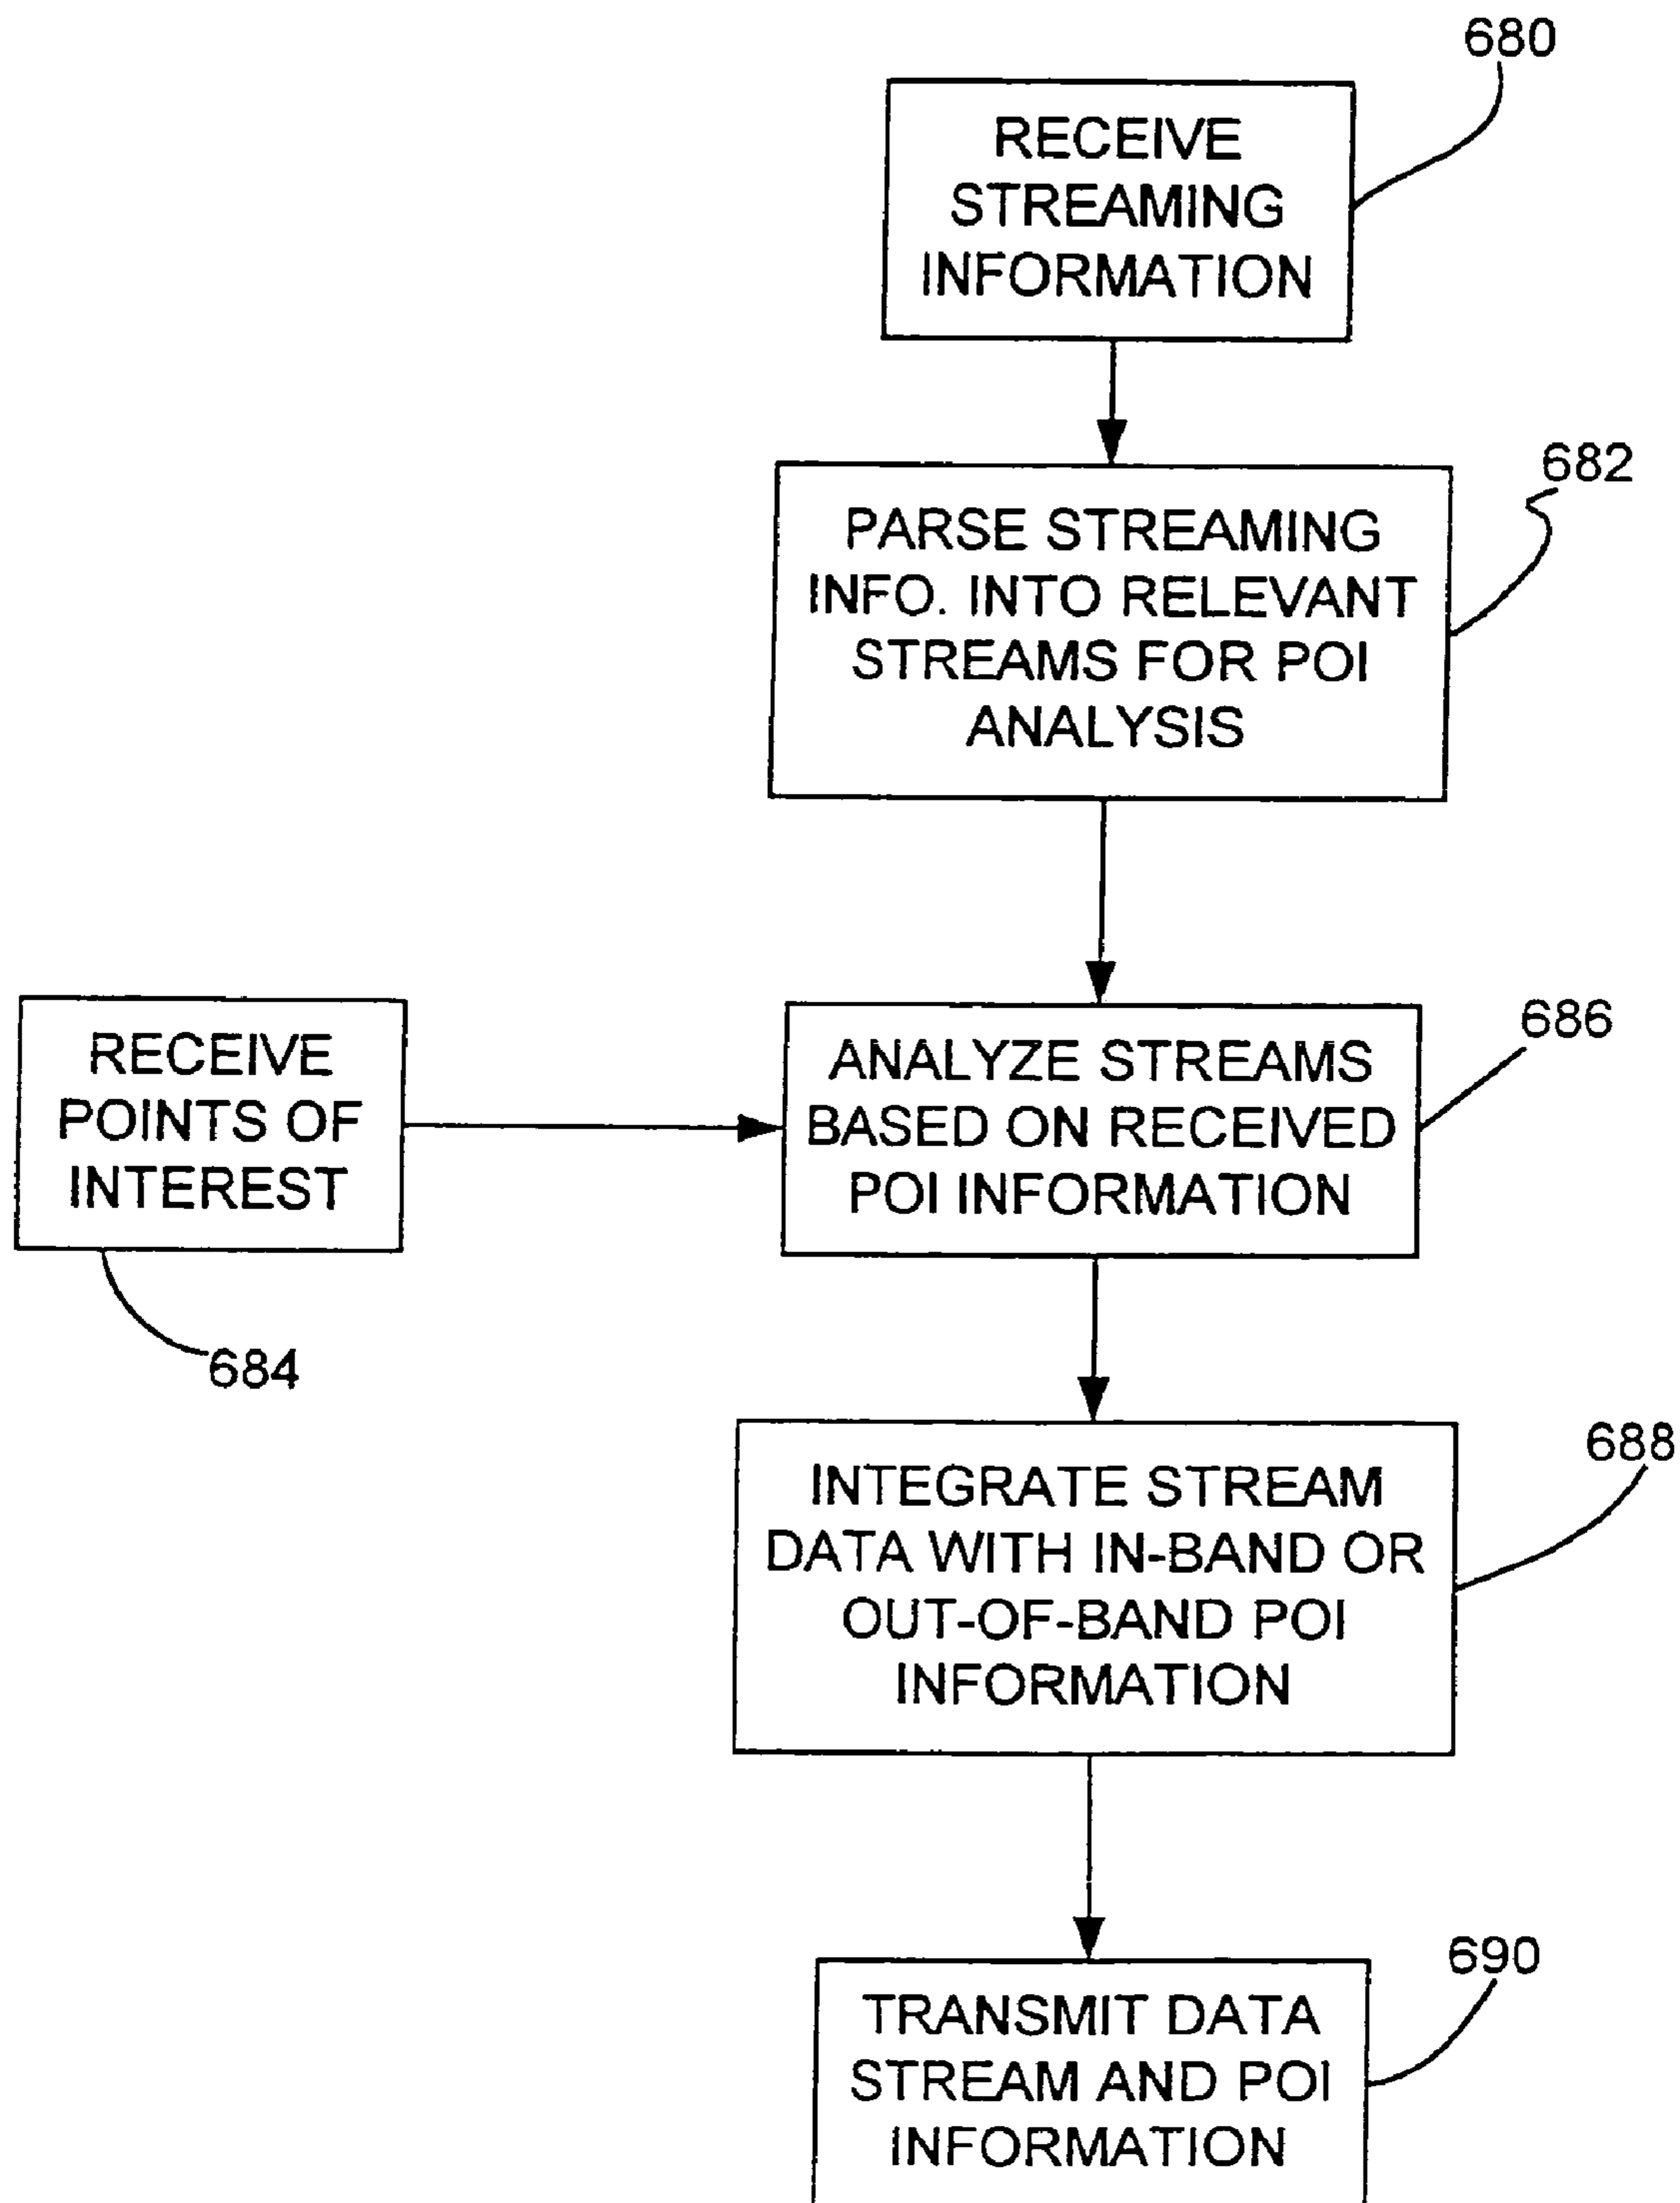 680
RECEIVE
STREAMING
INFORMATION
682
PARSE STREAMING
INFO. INTO RELEVANT
STREAMS FOR POI
ANALYSIS
RECEIVE
POINTS OF
INTEREST
684
686
ANALYZE STREAMS
BASED ON RECEIVED
POI INFORMATION
688
INTEGRATE STREAM
DATA WITH IN-BAND OR
OUT-OF-BAND POI
INFORMATION
690
TRANSMIT DATA
STREAM AND POI
INFORMATION